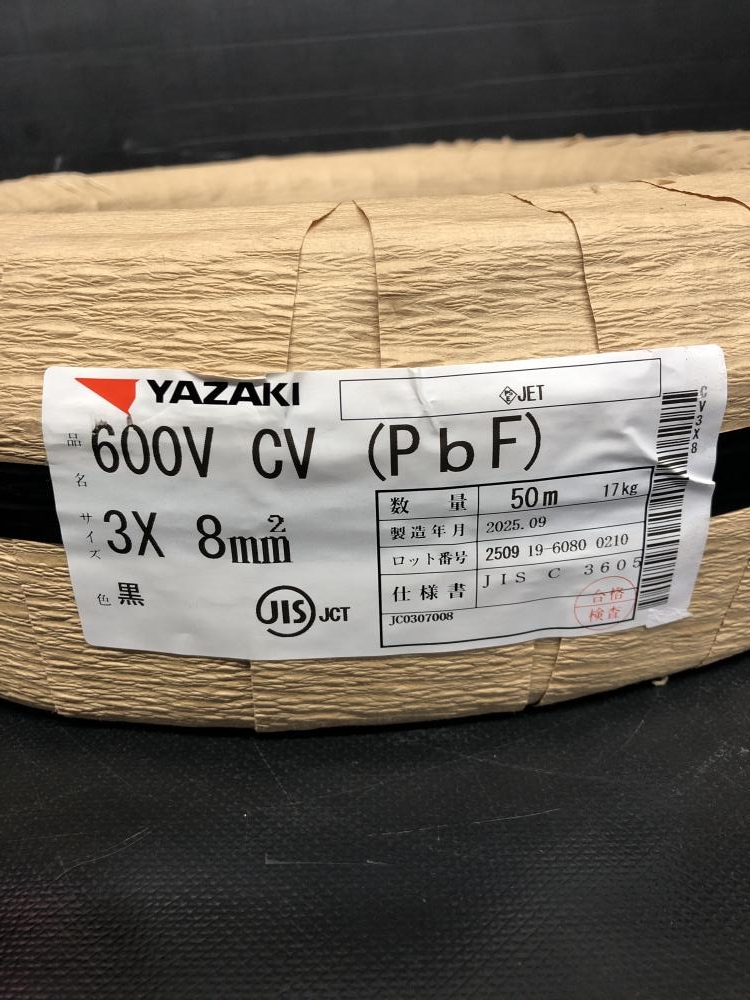 YAZAKI
PSE JET
品名 600V CV (PbF)
サイズ 3X 8mm²
色 黒
JIS JCT
数量 50m 17kg
製造年月 2025.09
ロット番号 2509 19-6080 0210
仕様書 JIS C 3605
JC0307008
合格
検査
CV3X8